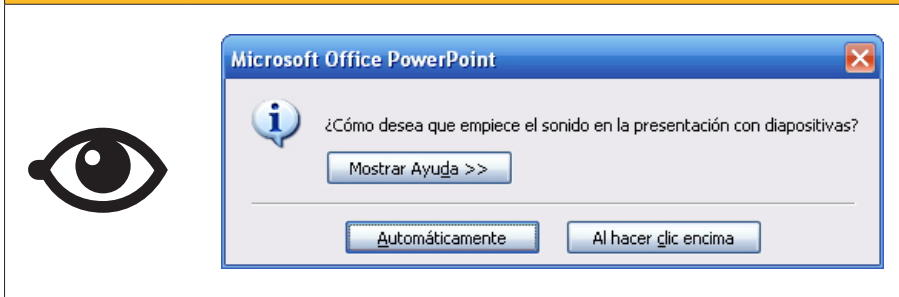 Microsoft Office PowerPoint
¿Cómo desea que empiece el sonido en la presentación con diapositivas?
Mostrar Ayuda >>
Automáticamente
Al hacer clic encima